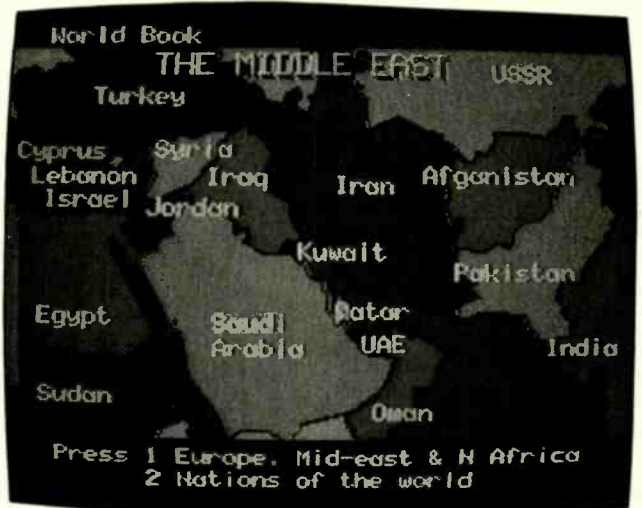 World Book
THE MIDDLE EAST
USSR
Turkey
Cyprus, Syria
Lebanon Iraq Iran Afganistan
Israel
Jordan
Kuwait
Pakistan
Egypt Saudi Qatar
Arabia UAE India
Sudan
Oman
Press 1 Europe. Mid-east & N Africa
2 Nations of the world